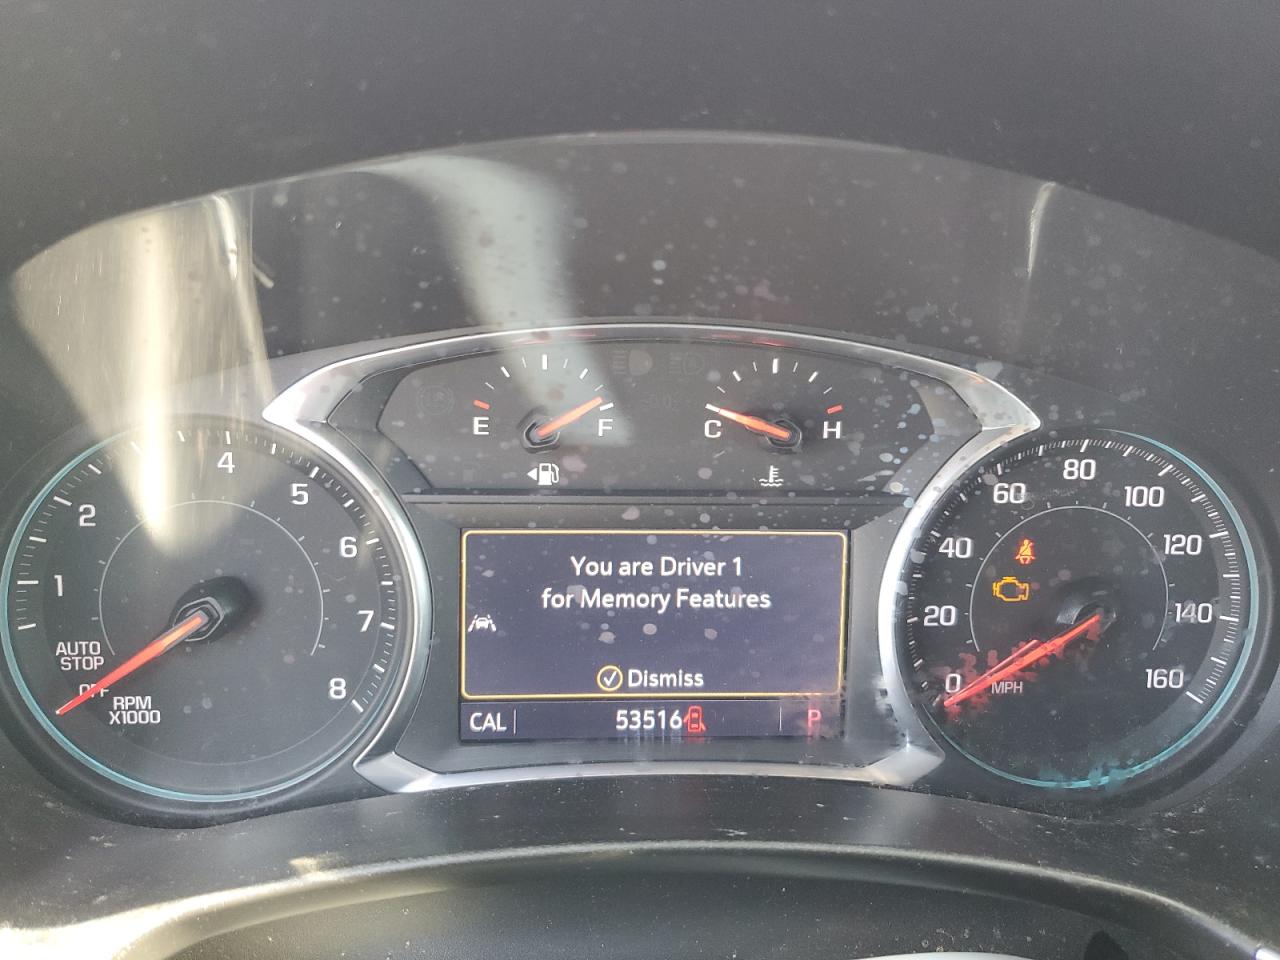 E
F
C
H
1
2
4
5
6
7
8
AUTO
STOP
OFF
RPM
X1000
You are Driver 1
for Memory Features
Dismiss
CAL
53516
P
0
20
40
60
80
100
120
140
160
MPH